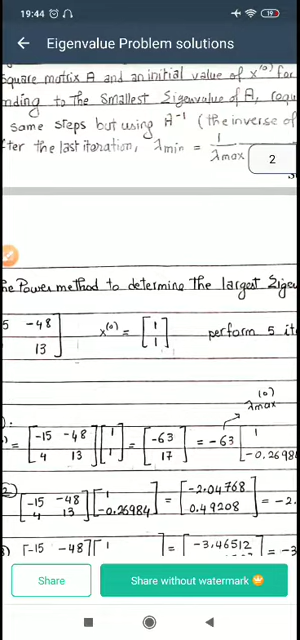 19:44
19
Eigenvalue Problem solutions
square matrix A and an initial value of x⁽⁰⁾ for
nding to the smallest Eigenvalue of A, requ
same steps but using A⁻¹ (the inverse of
fter the last iteration, λmin = 1/λmax
2
he Power method to determine the largest Eige
5 -48
13] x⁽⁰⁾ = [1
1] perform 5 ite
λmax⁽⁰⁾
= [-15 -48
4 13] [1
1] = [-63
17] = -63 [1
-0.26984
[-15 -48
4 13] [1
-0.26984] = [-2.04768
0.49208] = -2.
[-15 -48] [1 = [-3.46512] = -3
Share
Share without watermark